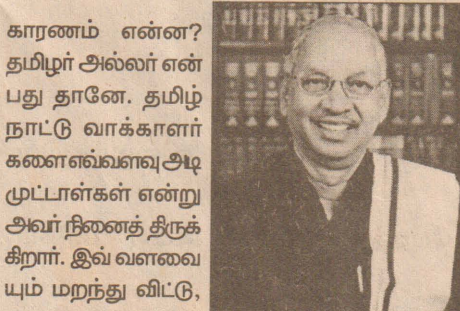 காரணம் என்ன?
தமிழர் அல்லர் என்
பது தானே. தமிழ்
நாட்டு வாக்காளர்
களை எவ்வளவு அடி
முட்டாள்கள் என்று
அவர் நினைத் திருக்
கிறார். இவ் வளவை
யும் மறந்து விட்டு,